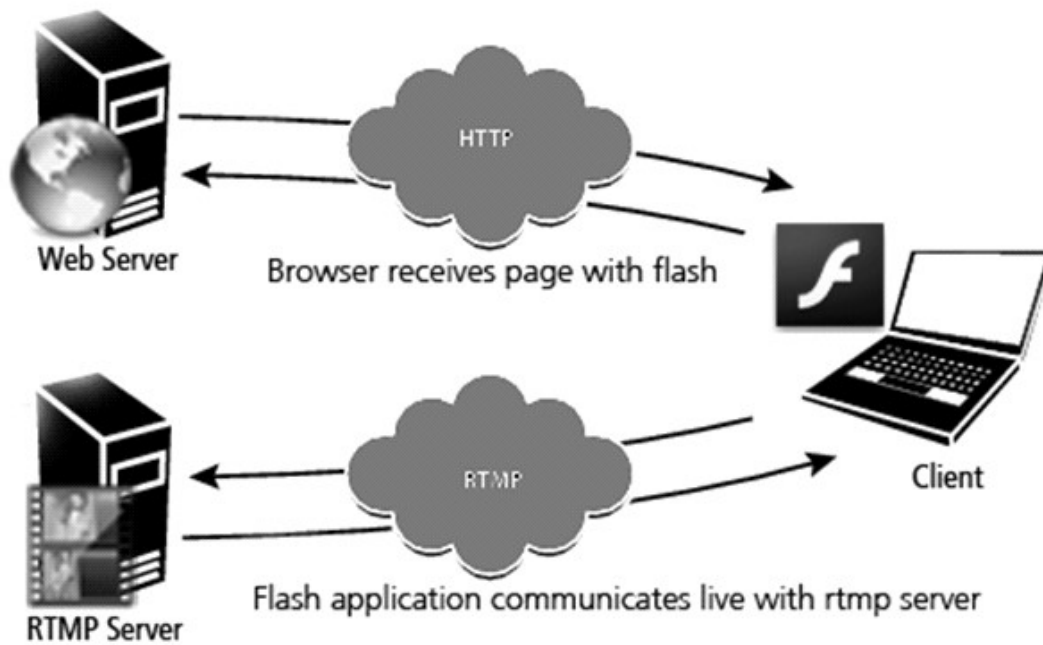 HTTP
Web Server
Browser receives page with flash
RTMP
Client
Flash application communicates live with rtmp server
RTMP Server